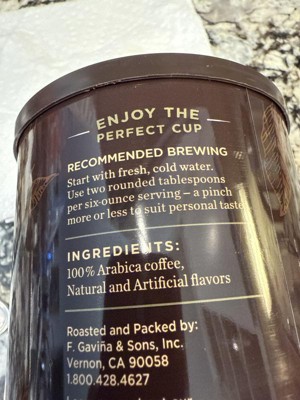 ENJOY THE
PERFECT CUP
RECOMMENDED BREWING
Start with fresh, cold water.
Use two rounded tablespoons
per six-ounce serving – a pinch
more or less to suit personal taste.
INGREDIENTS:
100% Arabica coffee,
Natural and Artificial flavors
Roasted and Packed by:
F. Gaviña & Sons, Inc.
Vernon, CA 90058
1.800.428.4627